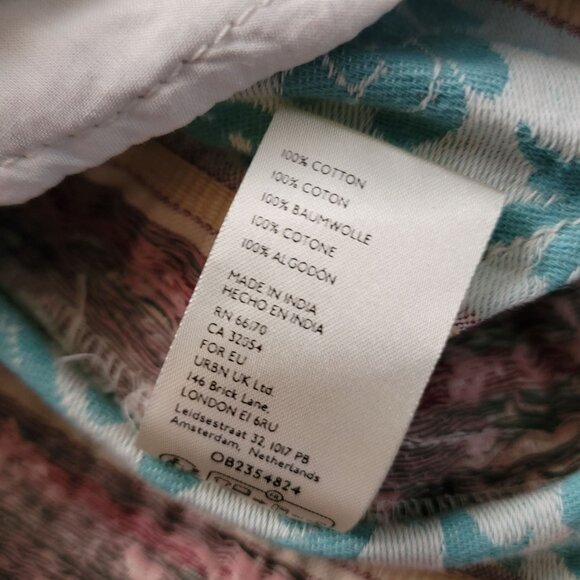 100% COTTON
100% COTON
100% BAUMWOLLE
100% COTONE
100% ALGODÓN
MADE IN INDIA
HECHO EN INDIA
RN 66170
CA 32054
FOR EU
URBN UK Ltd.
146 Brick Lane,
LONDON E1 6RU
Leidsestraat 32, 1017 PB
Amsterdam, Netherlands
OB2354824